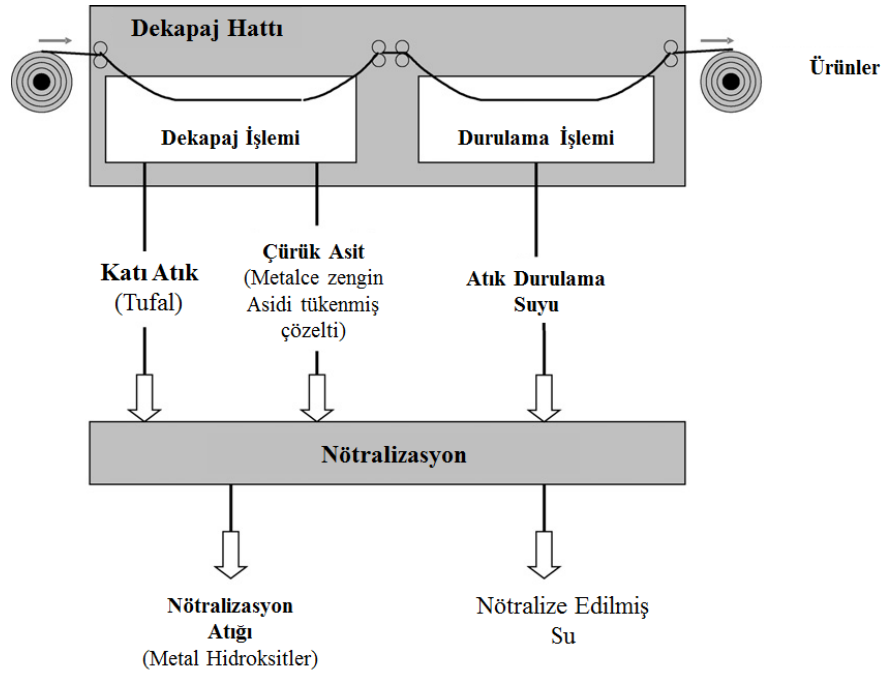 Dekapaj Hattı
Ürünler
Dekapaj İşlemi
Durulama İşlemi
Katı Atık
(Tufal)
Çürük Asit
(Metalce zengin
Asidi tükenmiş
çözelti)
Atık Durulama
Suyu
Nötralizasyon
Nötralizasyon
Atığı
(Metal Hidroksitler)
Nötralize Edilmiş
Su